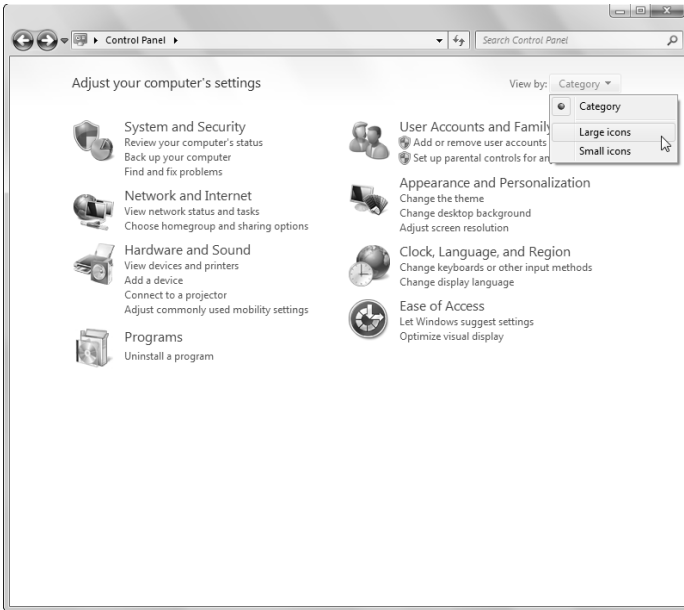 Control Panel
Search Control Panel
Adjust your computer's settings
View by: Category
Category
Large icons
Small icons
System and Security
Review your computer's status
Back up your computer
Find and fix problems
Network and Internet
View network status and tasks
Choose homegroup and sharing options
Hardware and Sound
View devices and printers
Add a device
Connect to a projector
Adjust commonly used mobility settings
Programs
Uninstall a program
User Accounts and Family
Add or remove user accounts
Set up parental controls for
Appearance and Personalization
Change the theme
Change desktop background
Adjust screen resolution
Clock, Language, and Region
Change keyboards or other input methods
Change display language
Ease of Access
Let Windows suggest settings
Optimize visual display